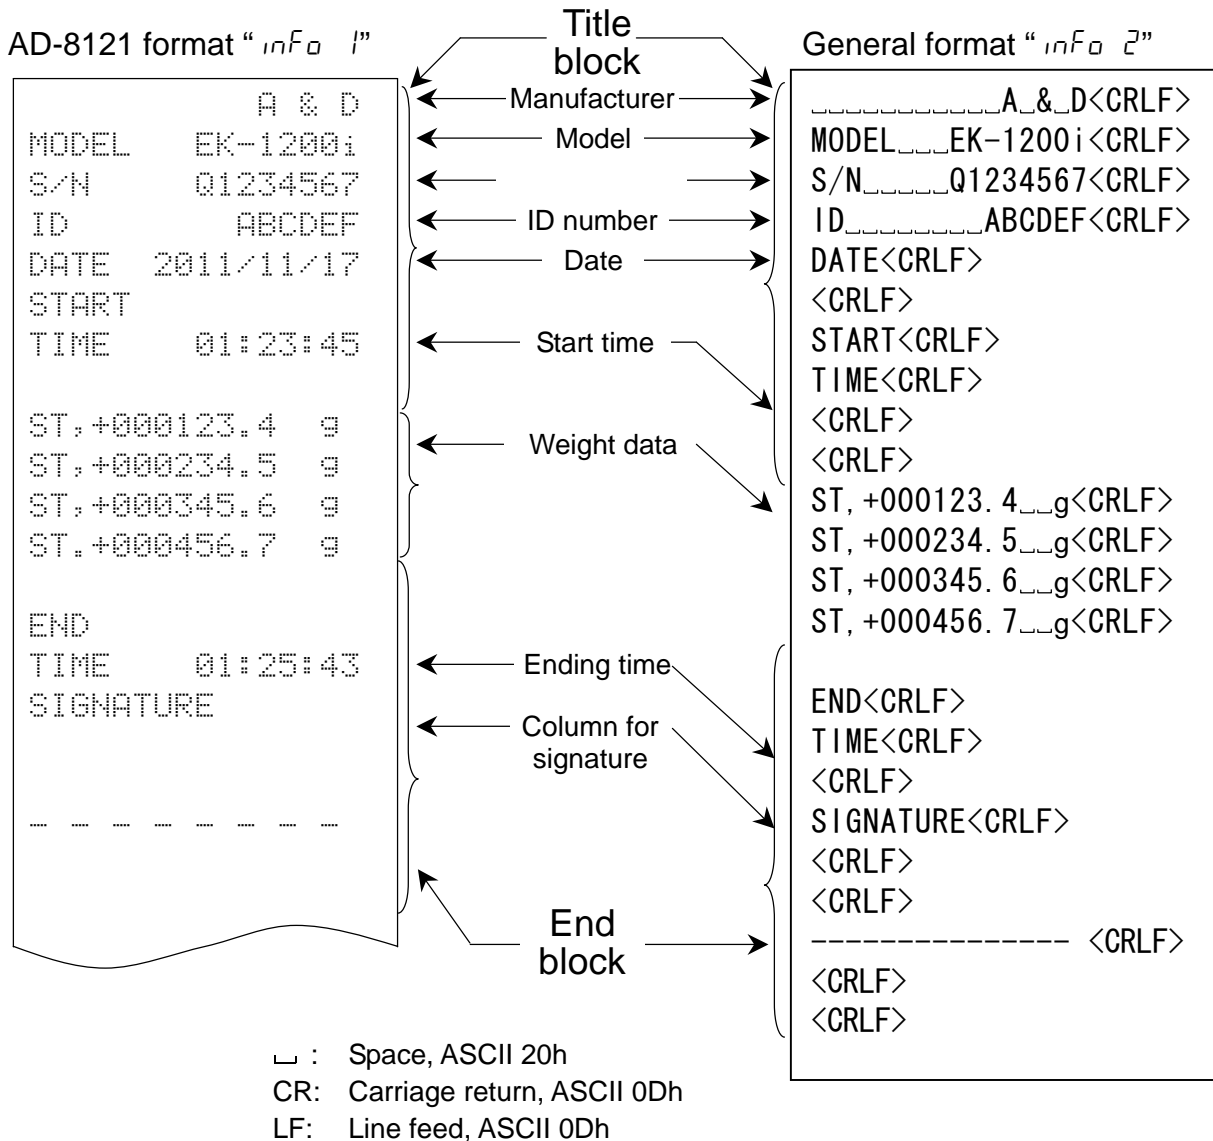 AD-8121 format “ info 1”
A & D
MODEL EK-1200i
S/N Q1234567
ID ABCDEF
DATE 2011/11/17
START
TIME 01:23:45
ST,+000123.4 g
ST,+000234.5 g
ST,+000345.6 g
ST.+000456.7 g
END
TIME 01:25:43
SIGNATURE
_ _ _ _ _ _ _ _
Title
block
Manufacturer
Model
ID number
Date
Start time
Weight data
Ending time
Column for
signature
End
block
General format “ info 2”
␣␣␣␣␣␣␣␣␣␣␣A␣&␣D<CRLF>
MODEL␣␣␣EK-1200i<CRLF>
S/N␣␣␣␣␣Q1234567<CRLF>
ID␣␣␣␣␣␣␣␣ABCDEF<CRLF>
DATE<CRLF>
<CRLF>
START<CRLF>
TIME<CRLF>
<CRLF>
<CRLF>
ST,+000123.4␣␣g<CRLF>
ST,+000234.5␣␣g<CRLF>
ST,+000345.6␣␣g<CRLF>
ST,+000456.7␣␣g<CRLF>
END<CRLF>
TIME<CRLF>
<CRLF>
SIGNATURE<CRLF>
<CRLF>
<CRLF>
--------------- <CRLF>
<CRLF>
<CRLF>
␣ : Space, ASCII 20h
CR: Carriage return, ASCII 0Dh
LF: Line feed, ASCII 0Dh